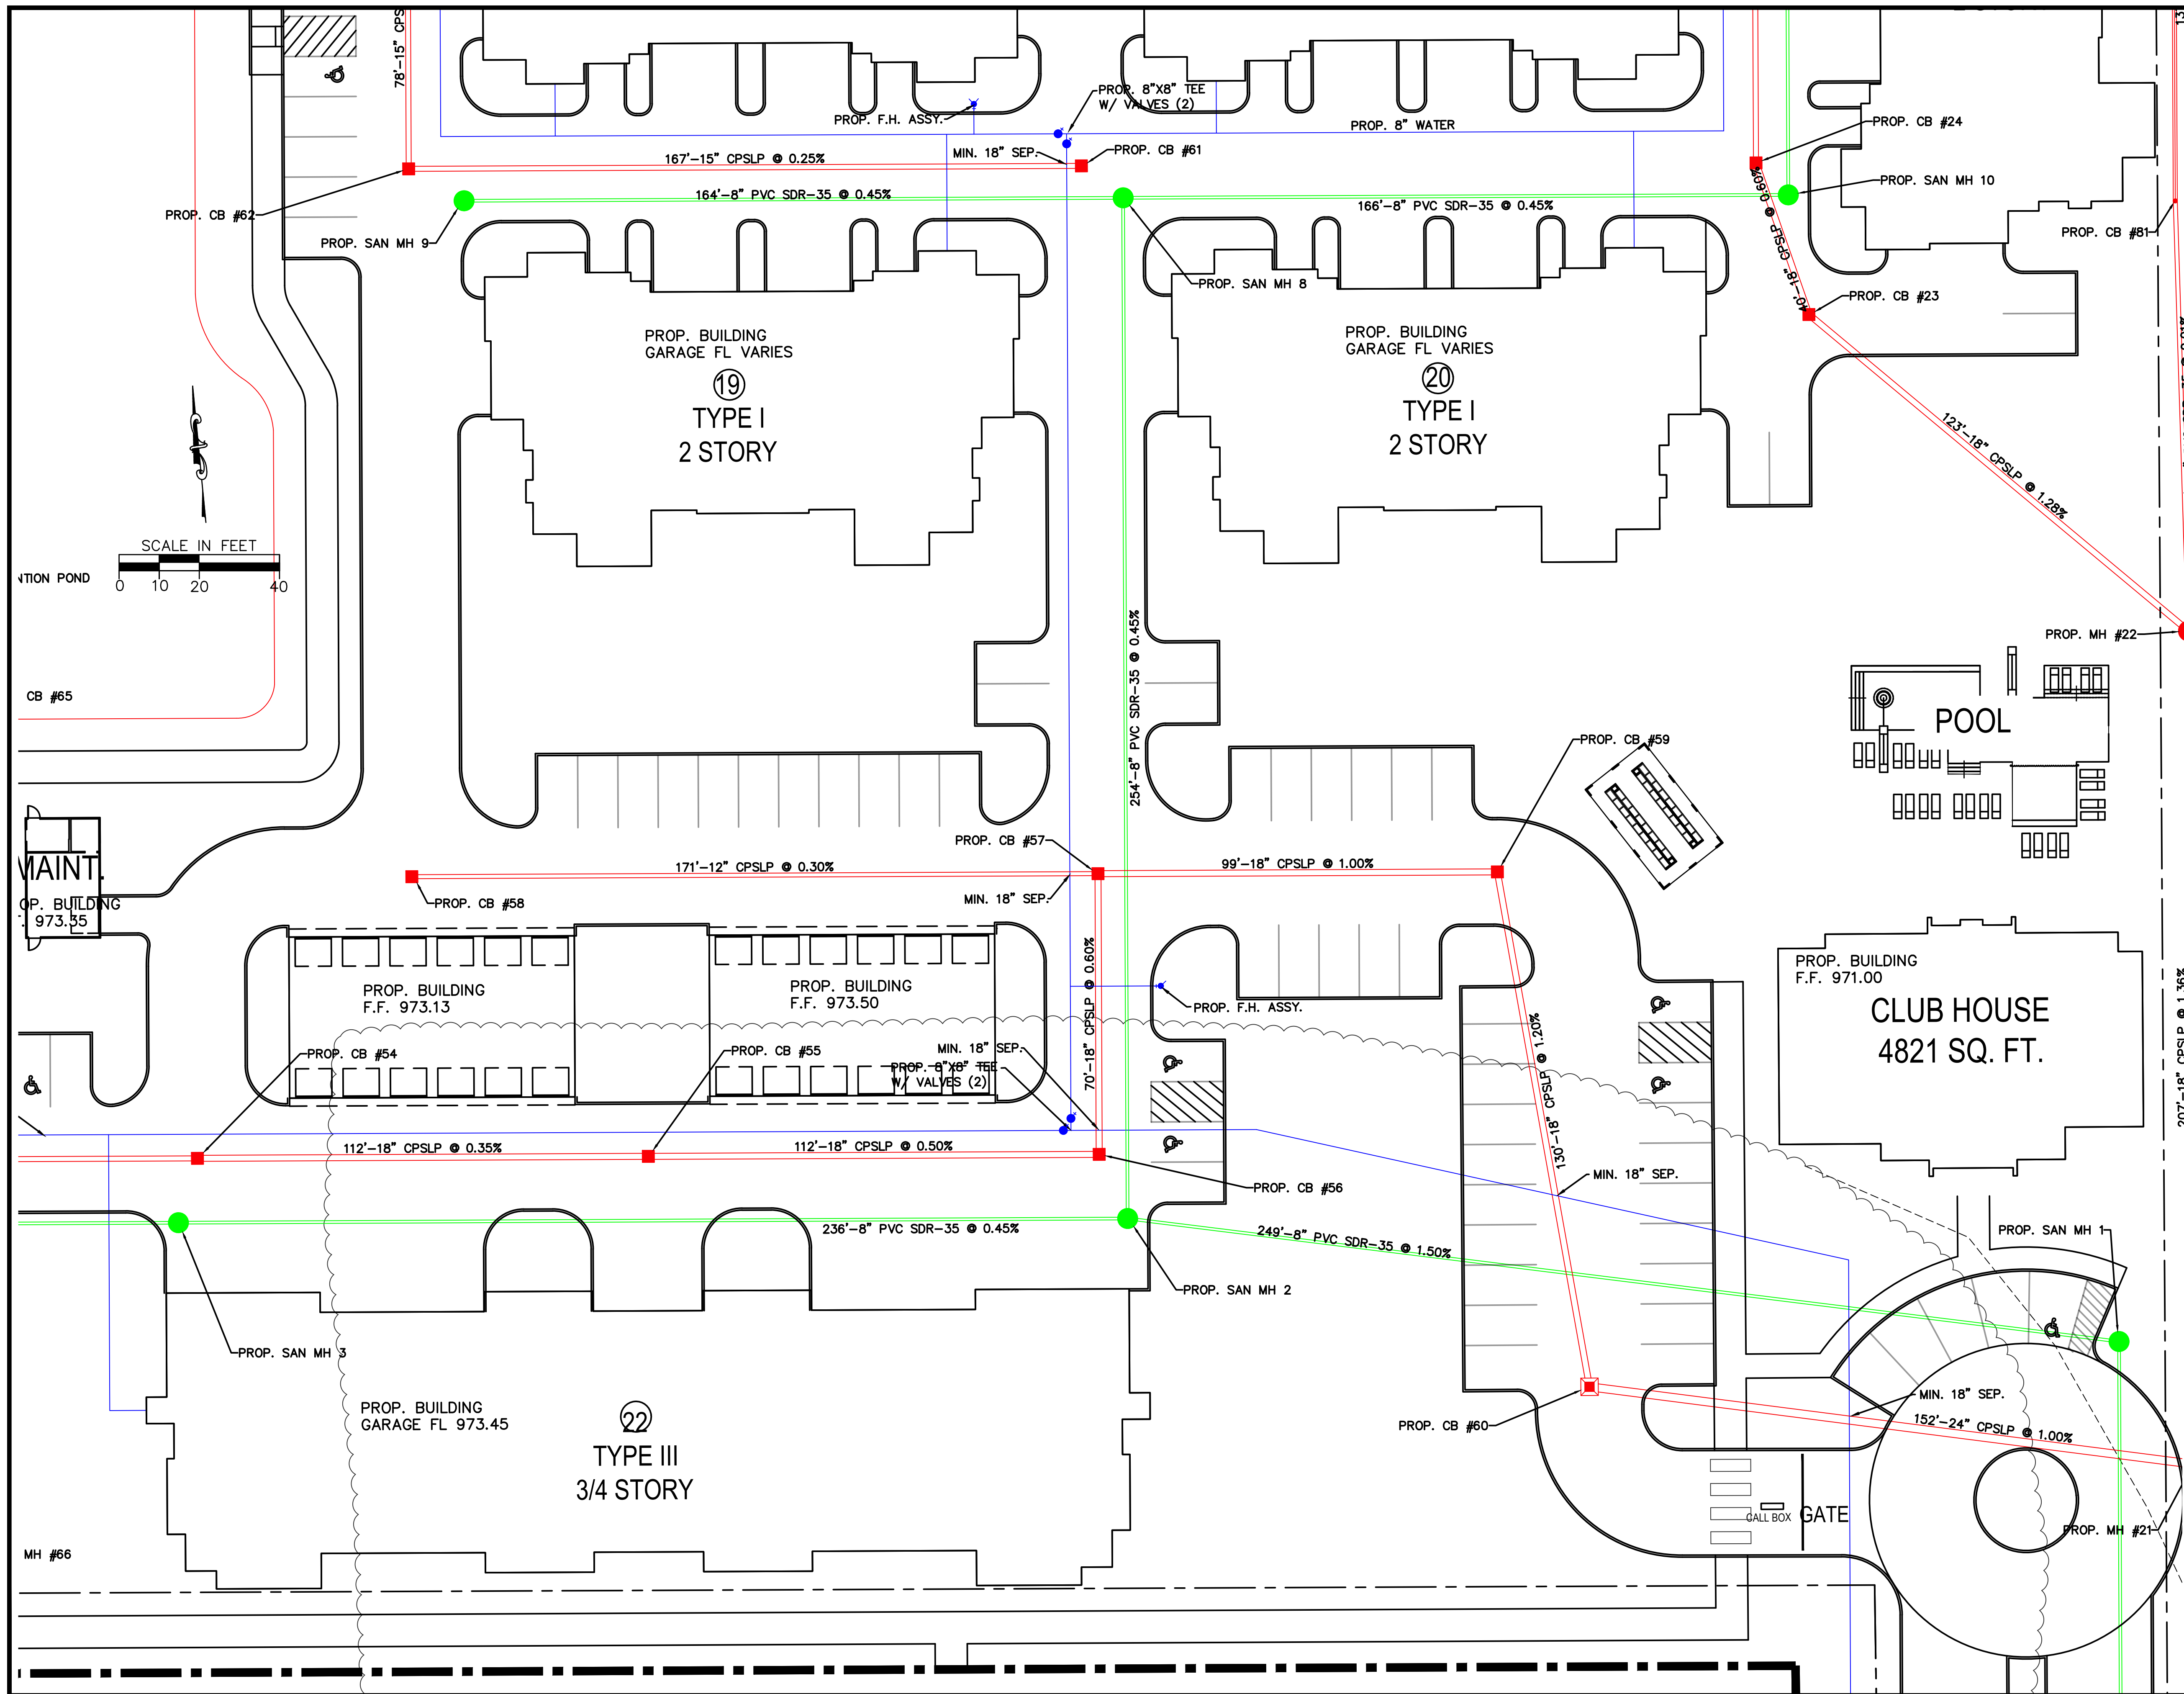 78'-15" CPS
PROP. 8"X8" TEE
W/ VALVES (2)
PROP. F.H. ASSY.
PROP. 8" WATER
PROP. CB #24
167'-15" CPSLP @ 0.25%
MIN. 18" SEP.
PROP. CB #61
164'-8" PVC SDR-35 @ 0.45%
166'-8" PVC SDR-35 @ 0.45%
PROP. SAN MH 10
PROP. CB #62
PROP. SAN MH 9
PROP. CB #81
40'-18" CPSLP @ 0.60%
PROP. SAN MH 8
PROP. CB #23
PROP. BUILDING
GARAGE FL VARIES
19
TYPE I
2 STORY
PROP. BUILDING
GARAGE FL VARIES
20
TYPE I
2 STORY
123'-18" CPSLP @ 1.28%
SCALE IN FEET
0 10 20 40
NTION POND
PROP. MH #22
254'-8" PVC SDR-35 @ 0.45%
CB #65
POOL
PROP. CB #59
PROP. CB #57
171'-12" CPSLP @ 0.30%
99'-18" CPSLP @ 1.00%
MAINT.
OP. BUILDING
. 973.35
PROP. CB #58
MIN. 18" SEP.
PROP. BUILDING
F.F. 973.13
PROP. BUILDING
F.F. 973.50
70'-18" CPSLP @ 0.60%
PROP. F.H. ASSY.
PROP. BUILDING
F.F. 971.00
CLUB HOUSE
4821 SQ. FT.
207'-18" CPSLP @ 1.36%
PROP. CB #54
PROP. CB #55
MIN. 18" SEP.
PROP. 8"X8" TEE
W/ VALVES (2)
130'-18" CPSLP @ 1.20%
112'-18" CPSLP @ 0.35%
112'-18" CPSLP @ 0.50%
MIN. 18" SEP.
PROP. CB #56
236'-8" PVC SDR-35 @ 0.45%
249'-8" PVC SDR-35 @ 1.50%
PROP. SAN MH 1
PROP. SAN MH 2
PROP. SAN MH 3
PROP. BUILDING
GARAGE FL 973.45
22
TYPE III
3/4 STORY
PROP. CB #60
MIN. 18" SEP.
152'-24" CPSLP @ 1.00%
CALL BOX
GATE
PROP. MH #21
MH #66